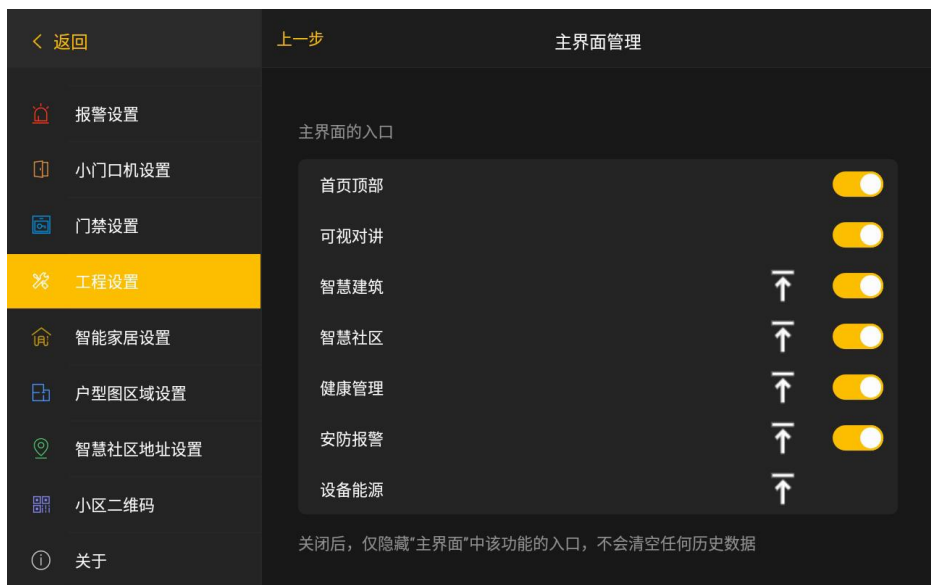 返回
上一步
主界面管理
报警设置
小门口机设置
门禁设置
工程设置
智能家居设置
户型图区域设置
智慧社区地址设置
小区二维码
关于
主界面的入口
首页顶部
可视对讲
智慧建筑
智慧社区
健康管理
安防报警
设备能源
关闭后，仅隐藏"主界面"中该功能的入口，不会清空任何历史数据